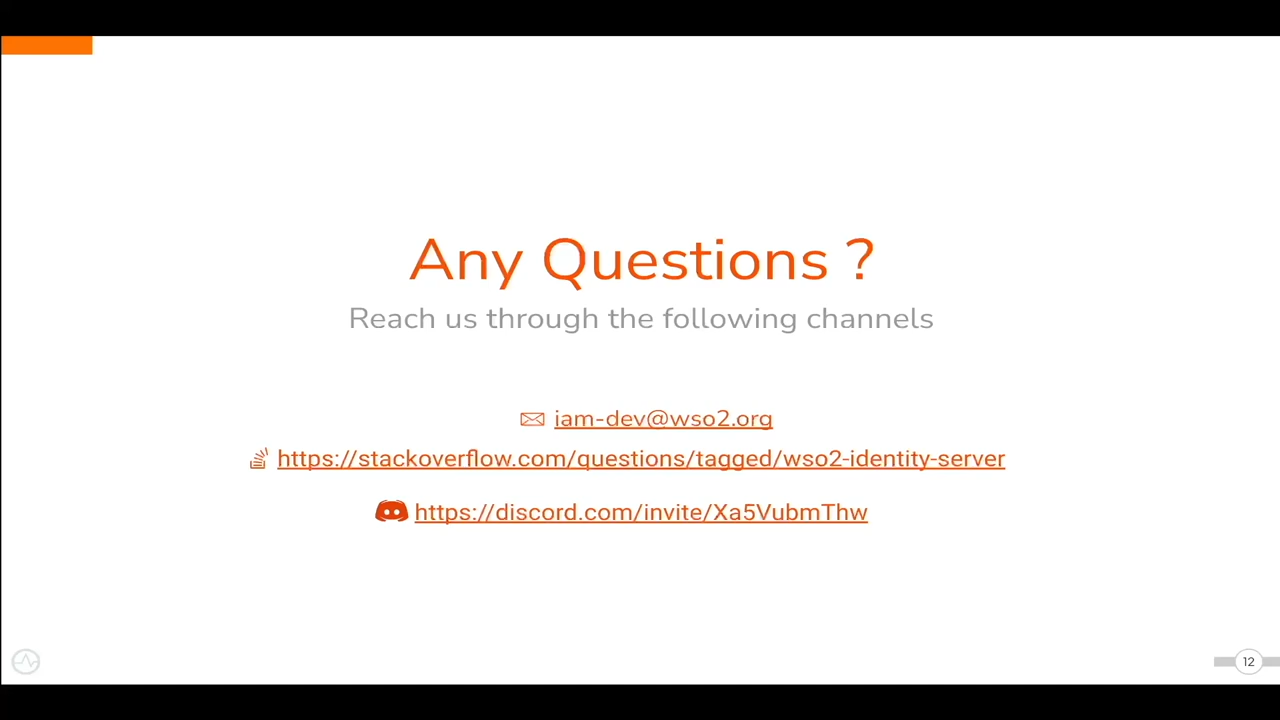 Any Questions ?
Reach us through the following channels
iam-dev@wso2.org
https://stackoverflow.com/questions/tagged/wso2-identity-server
https://discord.com/invite/Xa5VubmThw
12